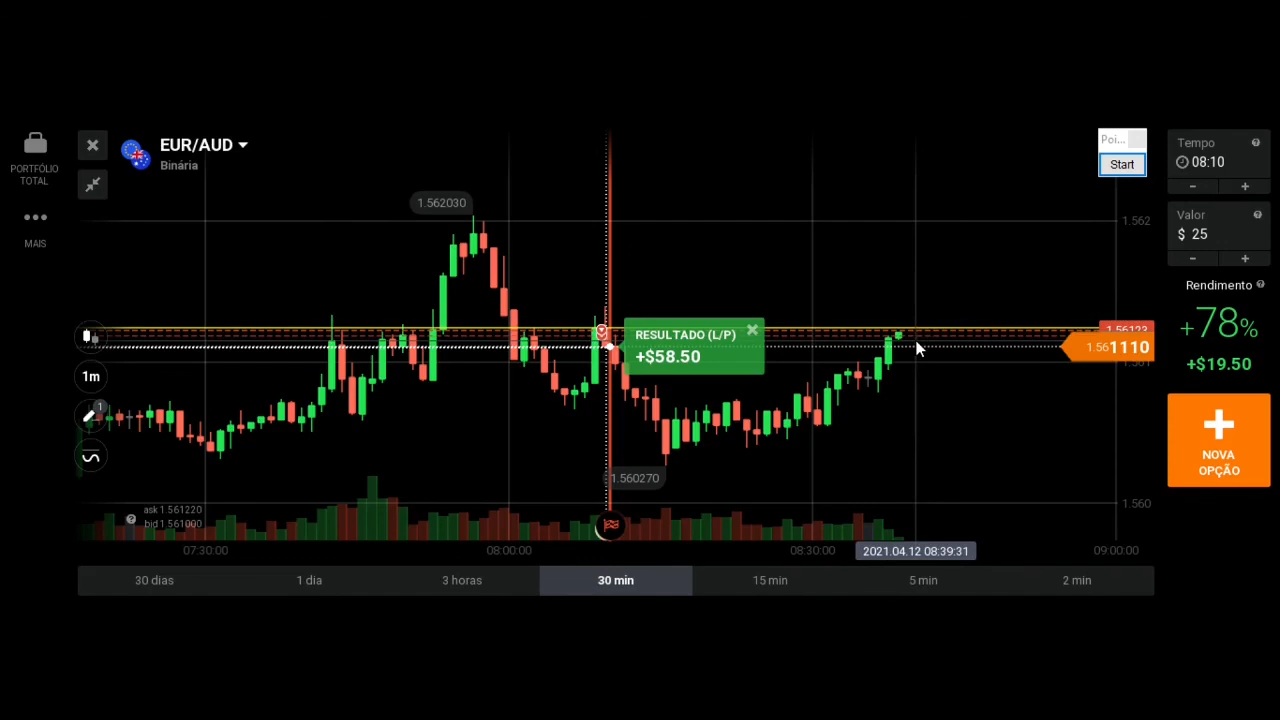 PORTFÓLIO
TOTAL
MAIS
EUR/AUD
Binária
1.562030
1.562
Poi...
Start
Tempo
08:10
Valor
$ 25
Rendimento
+78%
+$19.50
NOVA
OPÇÃO
RESULTADO (L/P)
+$58.50
1.56123
1.561110
1m
1
1.560270
1.560
ask 1.561220
bid 1.561000
07:30:00
08:00:00
08:30:00
2021.04.12 08:39:31
09:00:00
30 dias
1 dia
3 horas
30 min
15 min
5 min
2 min